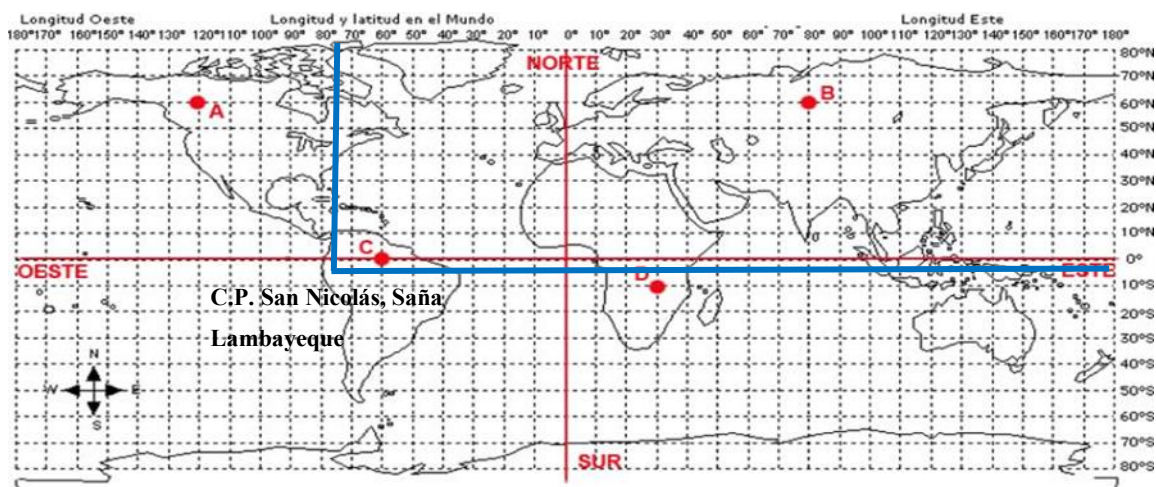 Longitud Oeste Longitud y latitud en el Mundo Longitud Este
180°170°160°150°140°130°120°110°100° 90° 80° 70° 60° 50° 40° 30° 20° 10° 0° 10° 20° 30° 40° 50° 60° 70° 80° 90° 100°110°120°130°140°150°160°170° 180°
80°N
NORTE
70°N
A
B
60°N
50°N
40°N
30°N
20°N
10°N
C
0°
OESTE
ESTE
D
10°S
C.P. San Nicolás, Saña
20°S
Lambayeque
30°S
N
40°S
W E
50°S
S
60°S
70°S
SUR
80°S